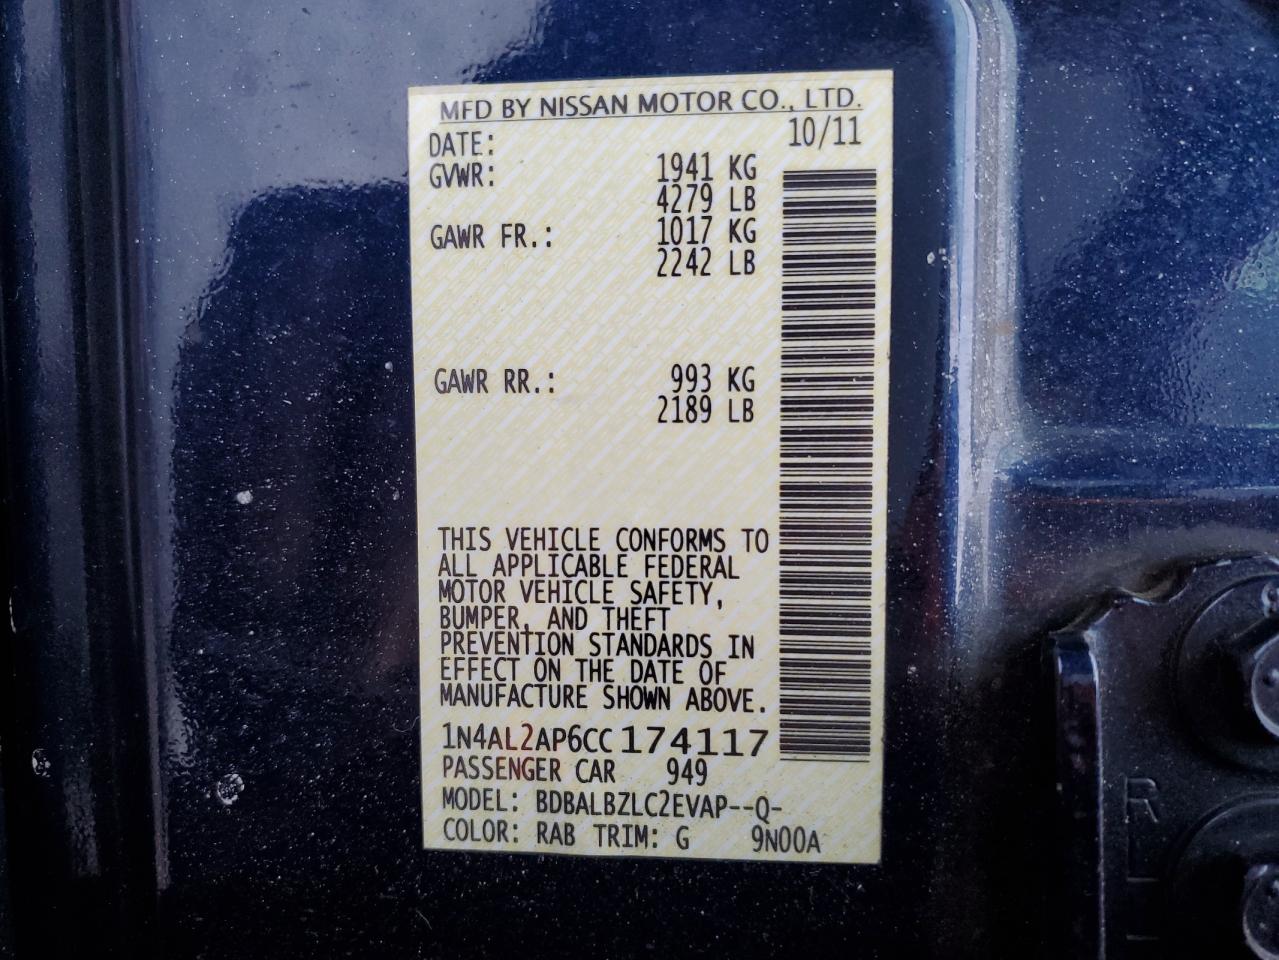 MFD BY NISSAN MOTOR CO., LTD.
DATE: 10/11
GVWR: 1941 KG
4279 LB
GAWR FR.: 1017 KG
2242 LB
GAWR RR.: 993 KG
2189 LB
THIS VEHICLE CONFORMS TO
ALL APPLICABLE FEDERAL
MOTOR VEHICLE SAFETY,
BUMPER, AND THEFT
PREVENTION STANDARDS IN
EFFECT ON THE DATE OF
MANUFACTURE SHOWN ABOVE.
1N4AL2AP6CC174117
PASSENGER CAR 949
MODEL: BDBALBZLC2EVAP--Q-
COLOR: RAB TRIM: G 9N00A
R
L